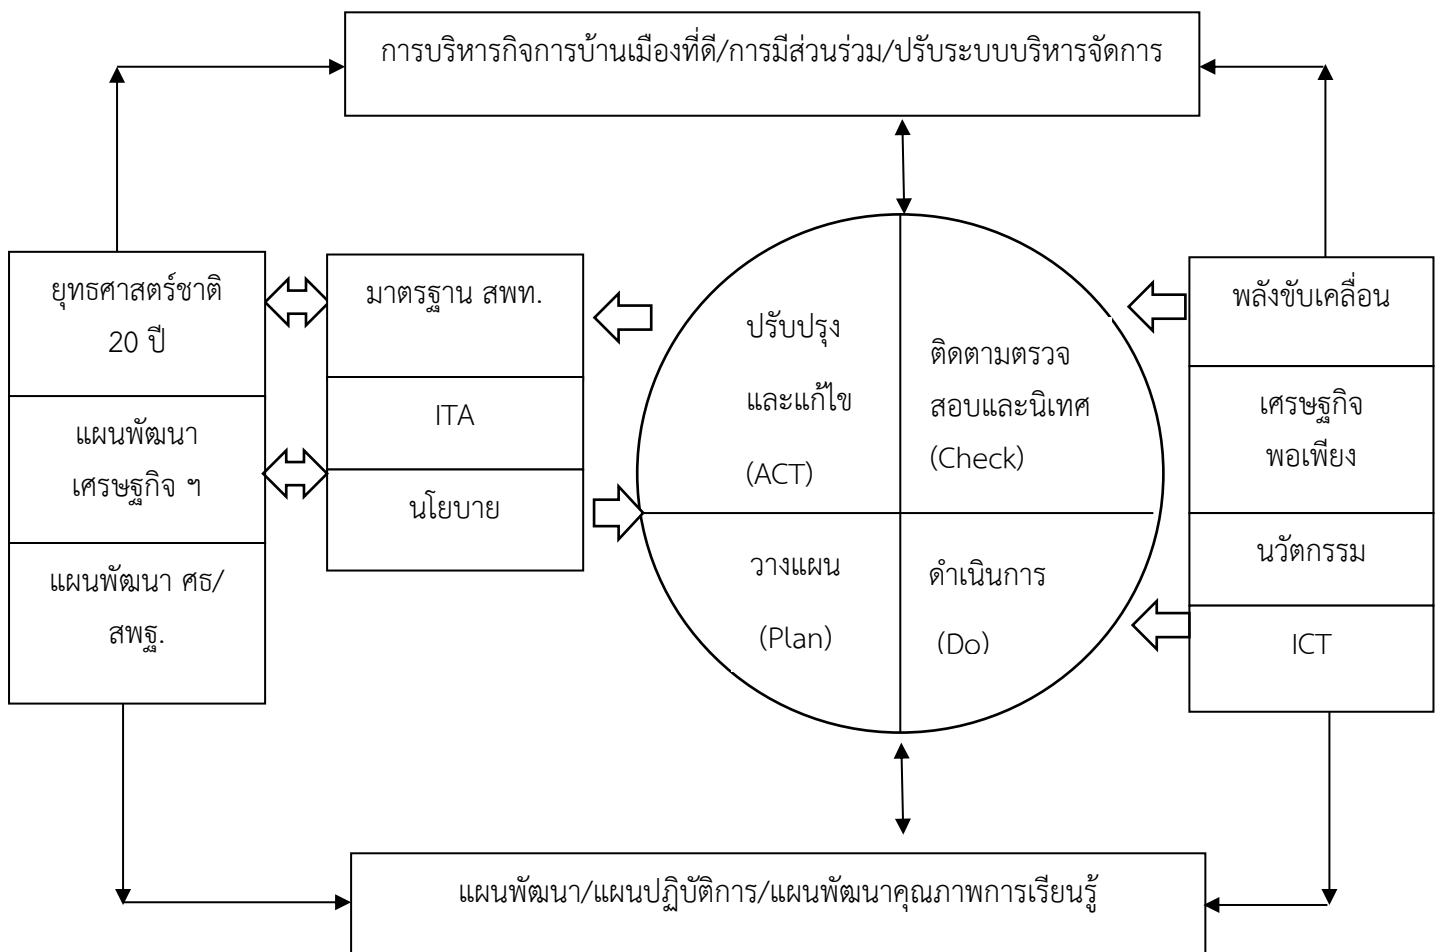 การบริหารกิจการบ้านเมืองที่ดี/การมีส่วนร่วม/ปรับระบบบริหารจัดการ
ยุทธศาสตร์ชาติ
20 ปี
แผนพัฒนา
เศรษฐกิจ ฯ
แผนพัฒนา ศธ/
สพฐ.
มาตรฐาน สพท.
ITA
นโยบาย
ปรับปรุง
และแก้ไข
(ACT)
ติดตามตรวจ
สอบและนิเทศ
(Check)
วางแผน
(Plan)
ดำเนินการ
(Do)
พลังขับเคลื่อน
เศรษฐกิจ
พอเพียง
นวัตกรรม
ICT
แผนพัฒนา/แผนปฏิบัติการ/แผนพัฒนาคุณภาพการเรียนรู้